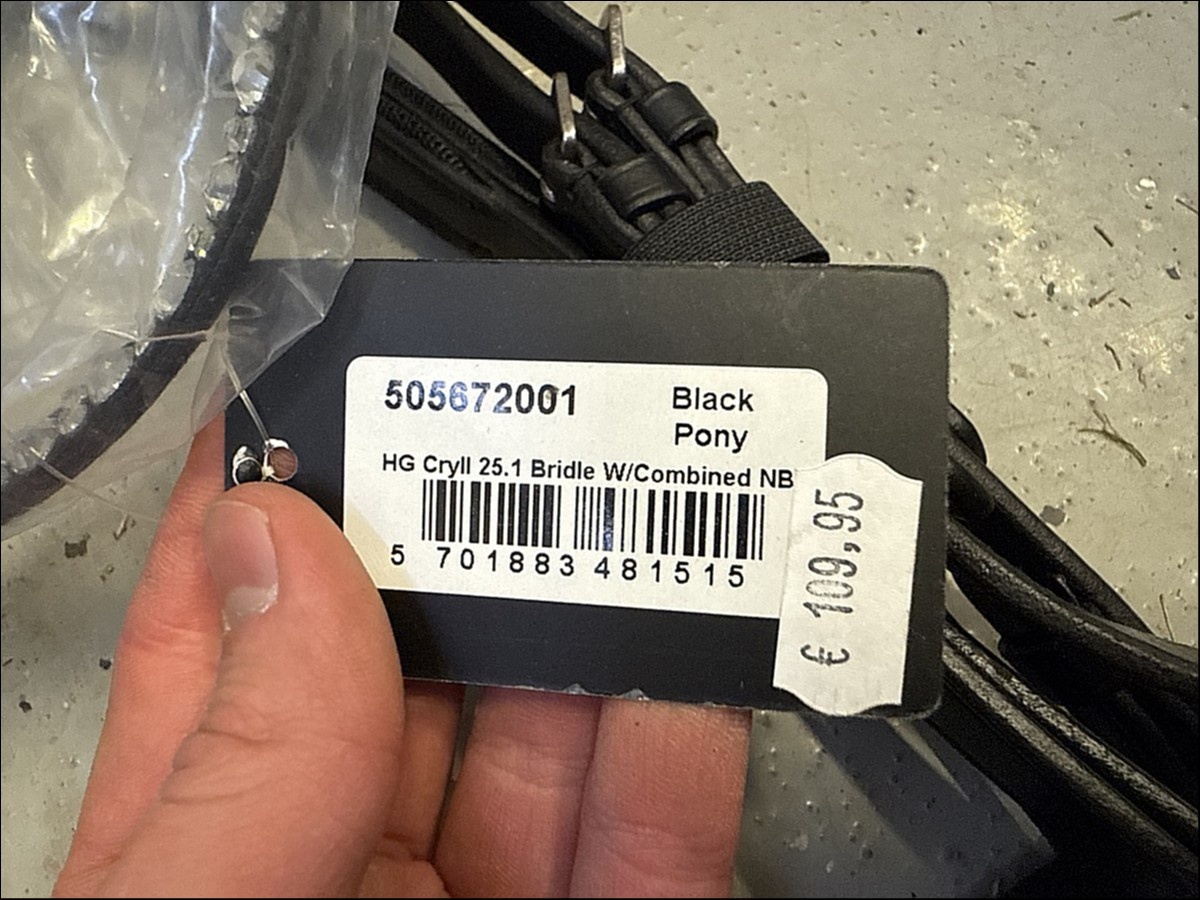 505672001
Black
Pony
HG Cryll 25.1 Bridle W/Combined NB
5 701883 481515
€ 109,95